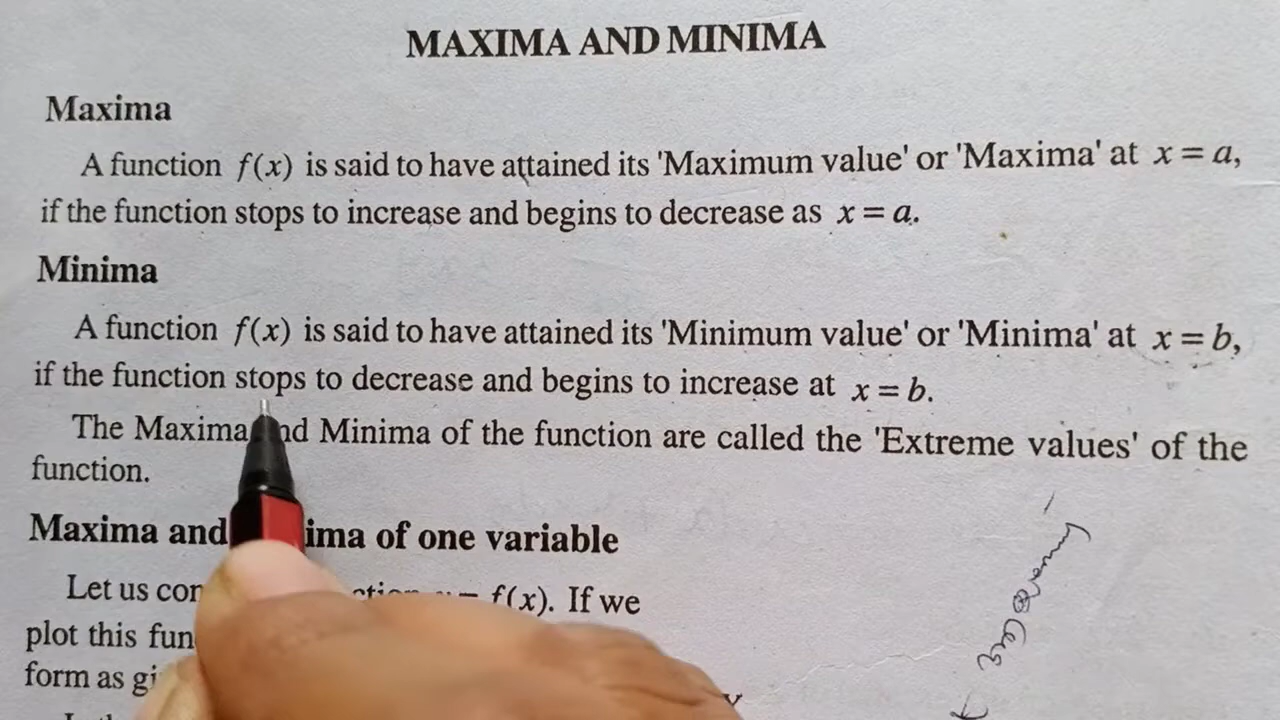 MAXIMA AND MINIMA
Maxima
A function f(x) is said to have attained its 'Maximum value' or 'Maxima' at x = a,
if the function stops to increase and begins to decrease as x = a.
Minima
A function f(x) is said to have attained its 'Minimum value' or 'Minima' at x = b,
if the function stops to decrease and begins to increase at x = b.
The Maxima and Minima of the function are called the 'Extreme values' of the
function.
Maxima and ima of one variable
Let us f(x). If we
plot this
form as